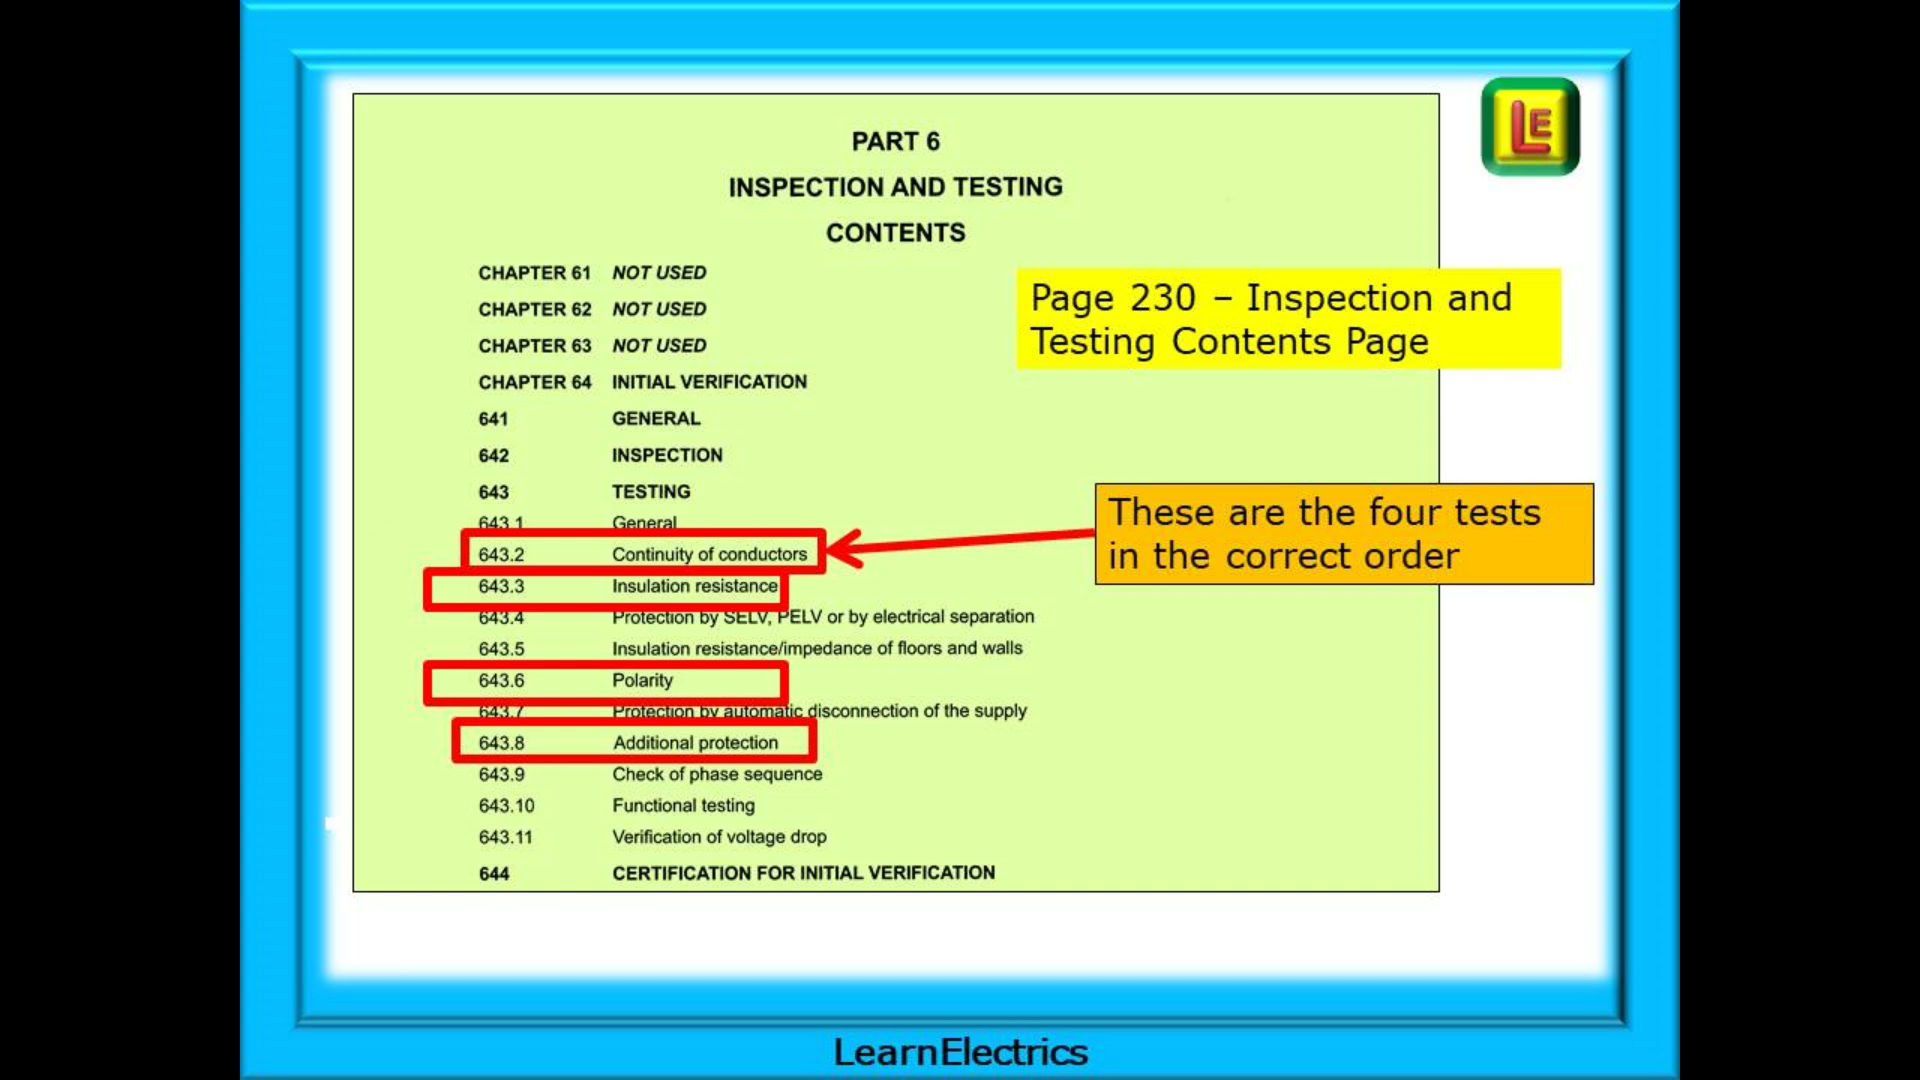 LE
PART 6
INSPECTION AND TESTING
CONTENTS
CHAPTER 61 NOT USED
CHAPTER 62 NOT USED
CHAPTER 63 NOT USED
Page 230 – Inspection and
Testing Contents Page
CHAPTER 64 INITIAL VERIFICATION
641 GENERAL
642 INSPECTION
643 TESTING
643.1 General
These are the four tests
in the correct order
643.2 Continuity of conductors
643.3 Insulation resistance
643.4 Protection by SELV, PELV or by electrical separation
643.5 Insulation resistance/impedance of floors and walls
643.6 Polarity
643.7 Protection by automatic disconnection of the supply
643.8 Additional protection
643.9 Check of phase sequence
643.10 Functional testing
643.11 Verification of voltage drop
644 CERTIFICATION FOR INITIAL VERIFICATION
LearnElectrics